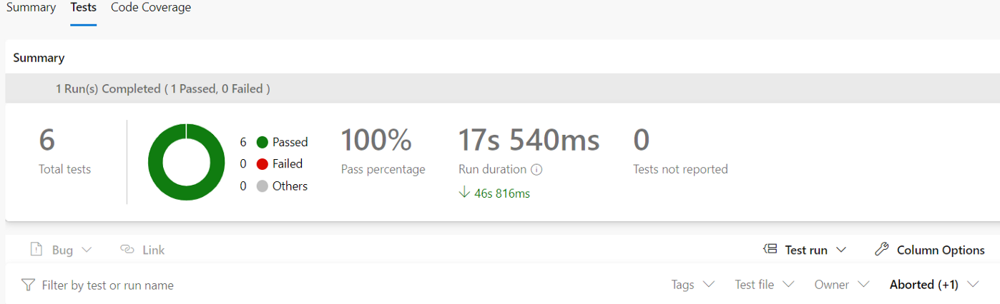 Summary Tests Code Coverage
Summary
1 Run(s) Completed ( 1 Passed, 0 Failed )
6
Total tests
6 Passed
0 Failed
0 Others
100%
Pass percentage
17s 540ms
Run duration
46s 816ms
0
Tests not reported
Bug Link Test run Column Options
Filter by test or run name Tags Test file Owner Aborted (+1)